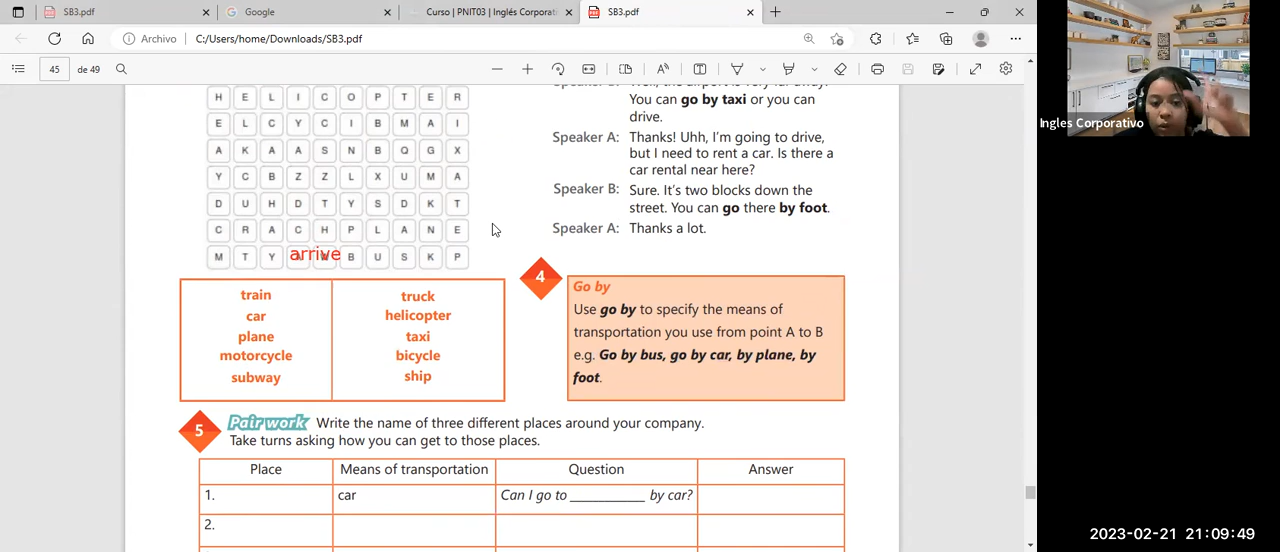 SB3.pdf
Google
Curso | PNIT03 | Inglés Corporati
SB3.pdf
Archivo
C:/Users/home/Downloads/SB3.pdf
45
de 49
H E L I C O P T E R
E L C Y C I B M A I
A K A A S N B Q G X
Y C B Z Z L X U M A
D U H D T Y S D K T
C R A C H P L A N E
M T Y B U S K P
arrive
You can go by taxi or you can
drive.
Speaker A: Thanks! Uhh, I'm going to drive,
but I need to rent a car. Is there a
car rental near here?
Speaker B: Sure. It's two blocks down the
street. You can go there by foot.
Speaker A: Thanks a lot.
train
car
plane
motorcycle
subway
truck
helicopter
taxi
bicycle
ship
4
Go by
Use go by to specify the means of
transportation you use from point A to B
e.g. Go by bus, go by car, by plane, by
foot.
5
Pair work Write the name of three different places around your company.
Take turns asking how you can get to those places.
Place Means of transportation Question Answer
1. car Can I go to __________ by car?
2.
Ingles Corporativo
2023-02-21 21:09:49